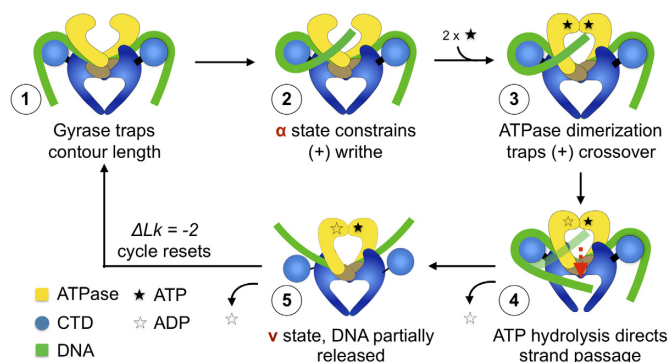 1
Gyrase traps
contour length
2
α state constrains
(+) writhe
2 x ★
3
ATPase dimerization
traps (+) crossover
4
ATP hydrolysis directs
strand passage
5
v state, DNA partially
released
ΔLk = -2
cycle resets
ATPase ★ ATP
CTD ☆ ADP
DNA